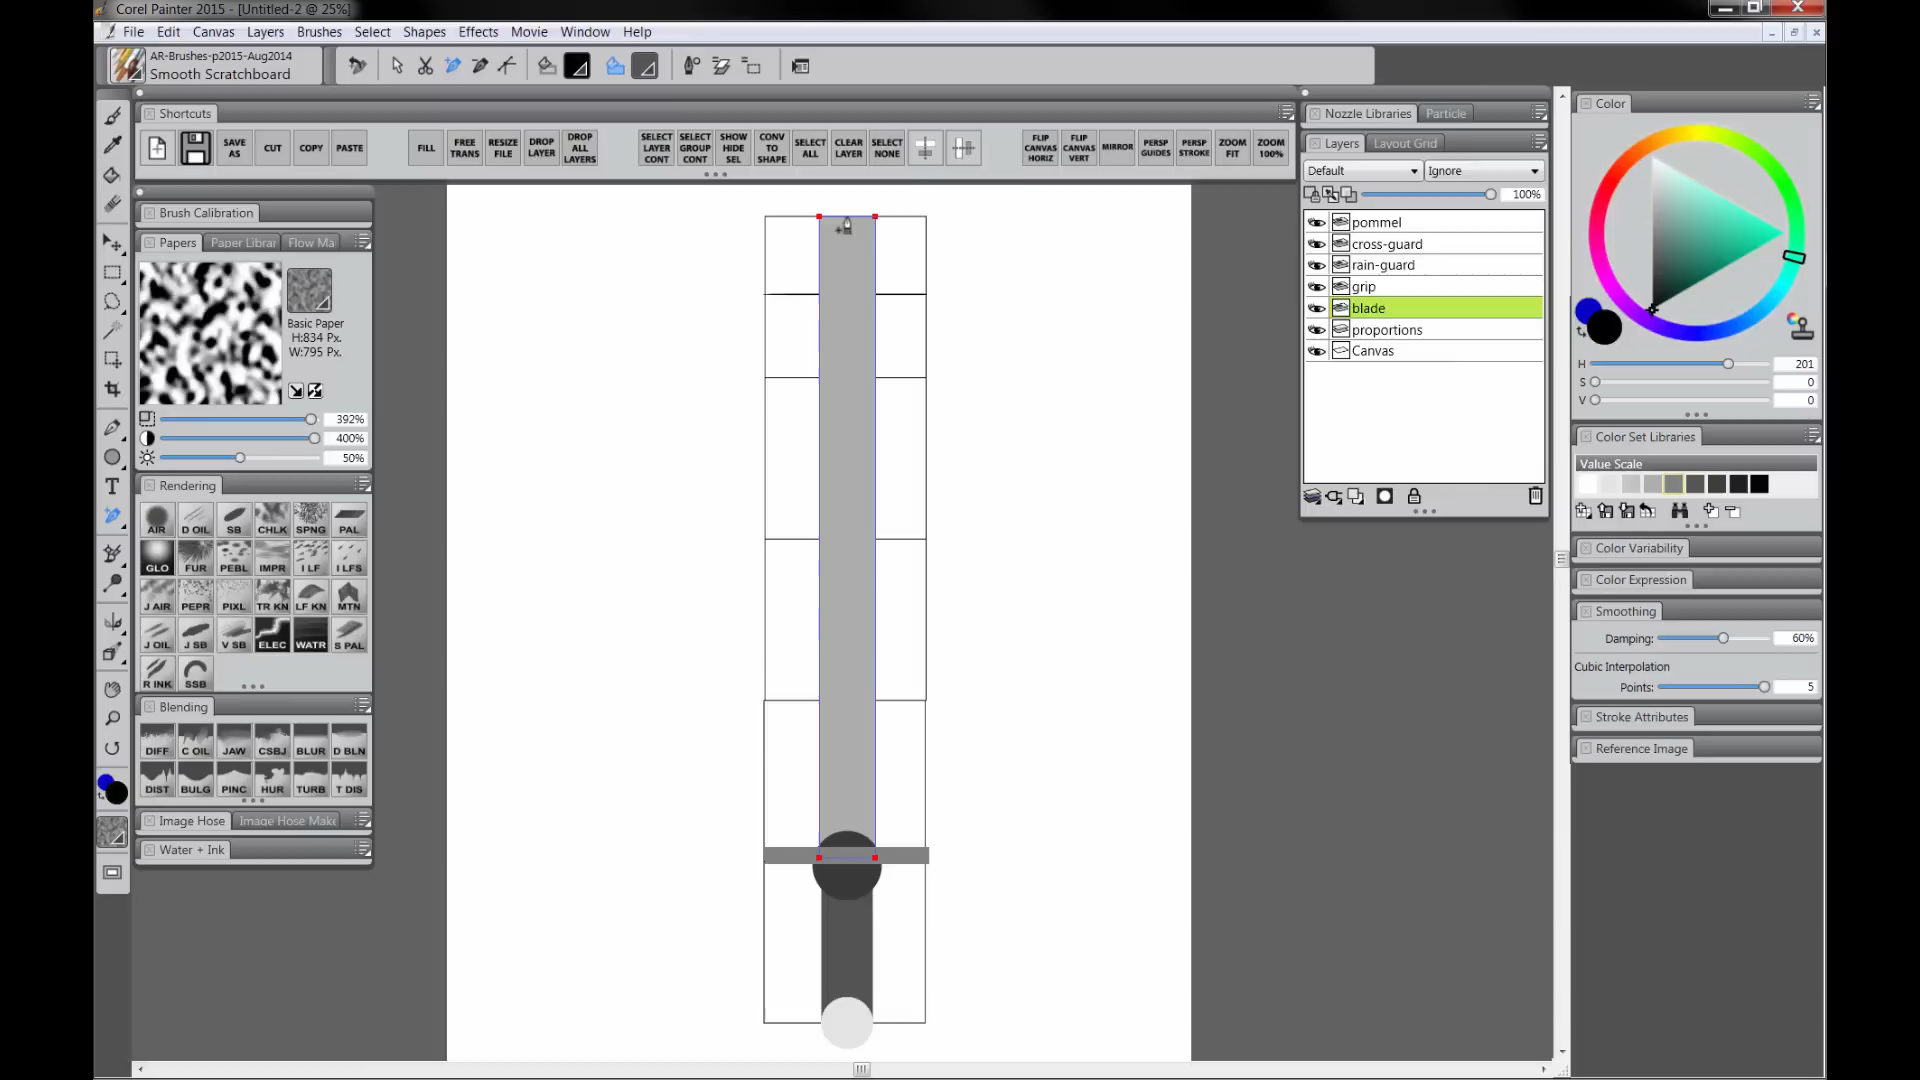 Corel Painter 2015 - [Untitled-2 @ 25%]
File Edit Canvas Layers Brushes Select Shapes Effects Movie Window Help
AR-Brushes-p2015-Aug2014
Smooth Scratchboard
Shortcuts
SAVE AS
CUT
COPY
PASTE
FILL
FREE TRANS
RESIZE FILE
DROP LAYER
DROP ALL LAYERS
SELECT LAYER CONT
SELECT GROUP CONT
SHOW HIDE SEL
CONV TO SHAPE
SELECT ALL
CLEAR LAYER
SELECT NONE
FLIP CANVAS HORIZ
FLIP CANVAS VERT
MIRROR
PERSP GUIDES
PERSP STROKE
ZOOM FIT
ZOOM 100%
Brush Calibration
Papers Paper Librar Flow Ma
Basic Paper
H:834 Px.
W:795 Px.
392%
400%
50%
Rendering
AIR D OIL SB CHLK SPNG PAL
GLO FUR PEBL IMPR I LF I LFS
J AIR PEPR PIXL TR KN LF KN MTN
J OIL J SB V SB ELEC WATR S PAL
R INK SSB
Blending
DIFF C OIL JAW CSBJ BLUR D BLN
DIST BULG PINC HUR TURB T DIS
Image Hose Image Hose Make
Water + Ink
Nozzle Libraries Particle
Layers Layout Grid
Default Ignore
100%
pommel
cross-guard
rain-guard
grip
blade
proportions
Canvas
Color
H 201
S 0
V 0
Color Set Libraries
Value Scale
Color Variability
Color Expression
Smoothing
Damping: 60%
Cubic Interpolation
Points: 5
Stroke Attributes
Reference Image